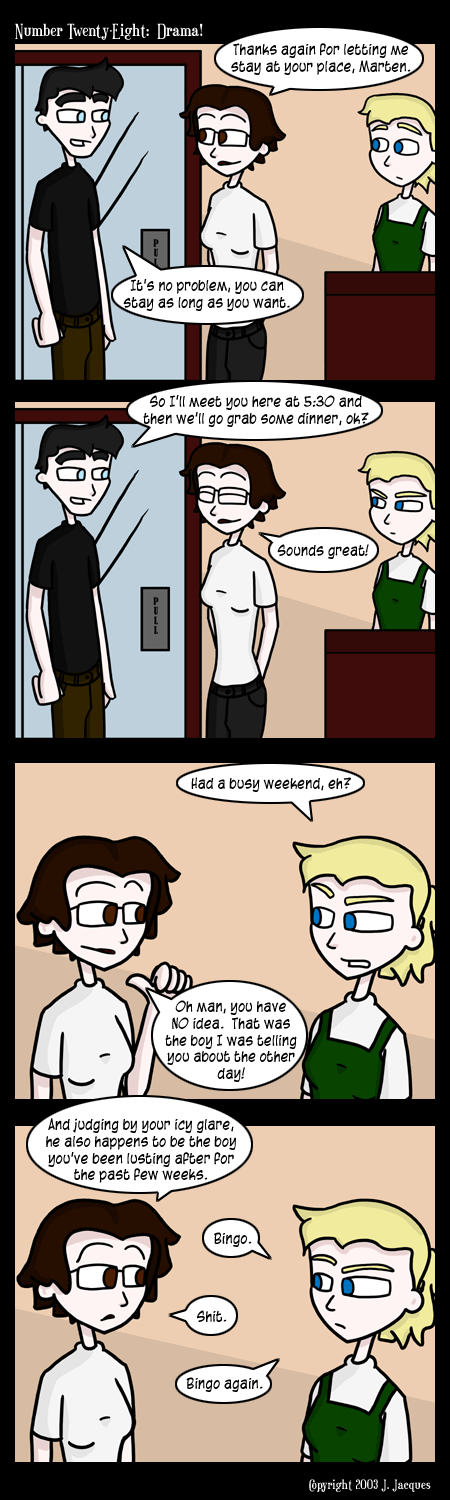 Number Twenty-Eight: Drama!
Thanks again for letting me
stay at your place, Marten.
PULL
It's no problem, you can
stay as long as you want.
So I'll meet you here at 5:30 and
then we'll go grab some dinner, ok?
Sounds great!
PULL
Had a busy weekend, eh?
Oh man, you have
NO idea. That was
the boy I was telling
you about the other
day!
And judging by your icy glare,
he also happens to be the boy
you've been lusting after for
the past few weeks.
Bingo.
Shit.
Bingo again.
Copyright 2003 J. Jacques